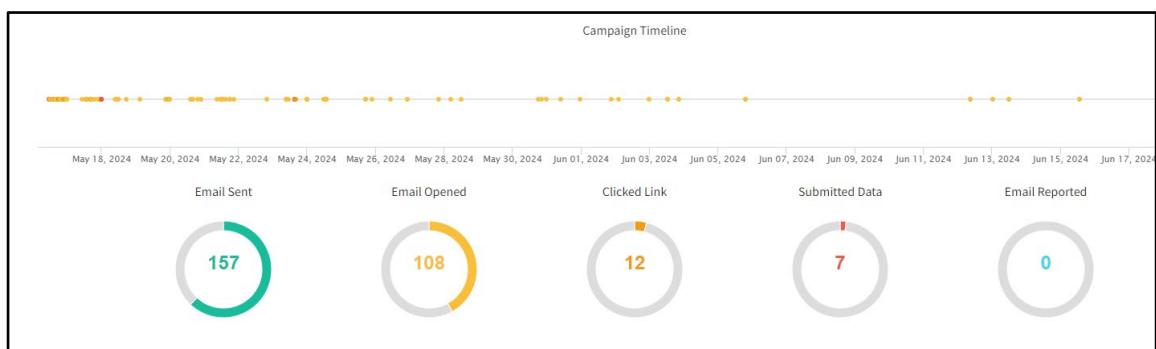 Campaign Timeline
May 18, 2024 May 20, 2024 May 22, 2024 May 24, 2024 May 26, 2024 May 28, 2024 May 30, 2024 Jun 01, 2024 Jun 03, 2024 Jun 05, 2024 Jun 07, 2024 Jun 09, 2024 Jun 11, 2024 Jun 13, 2024 Jun 15, 2024 Jun 17, 2024
Email Sent Email Opened Clicked Link Submitted Data Email Reported
157 108 12 7 0